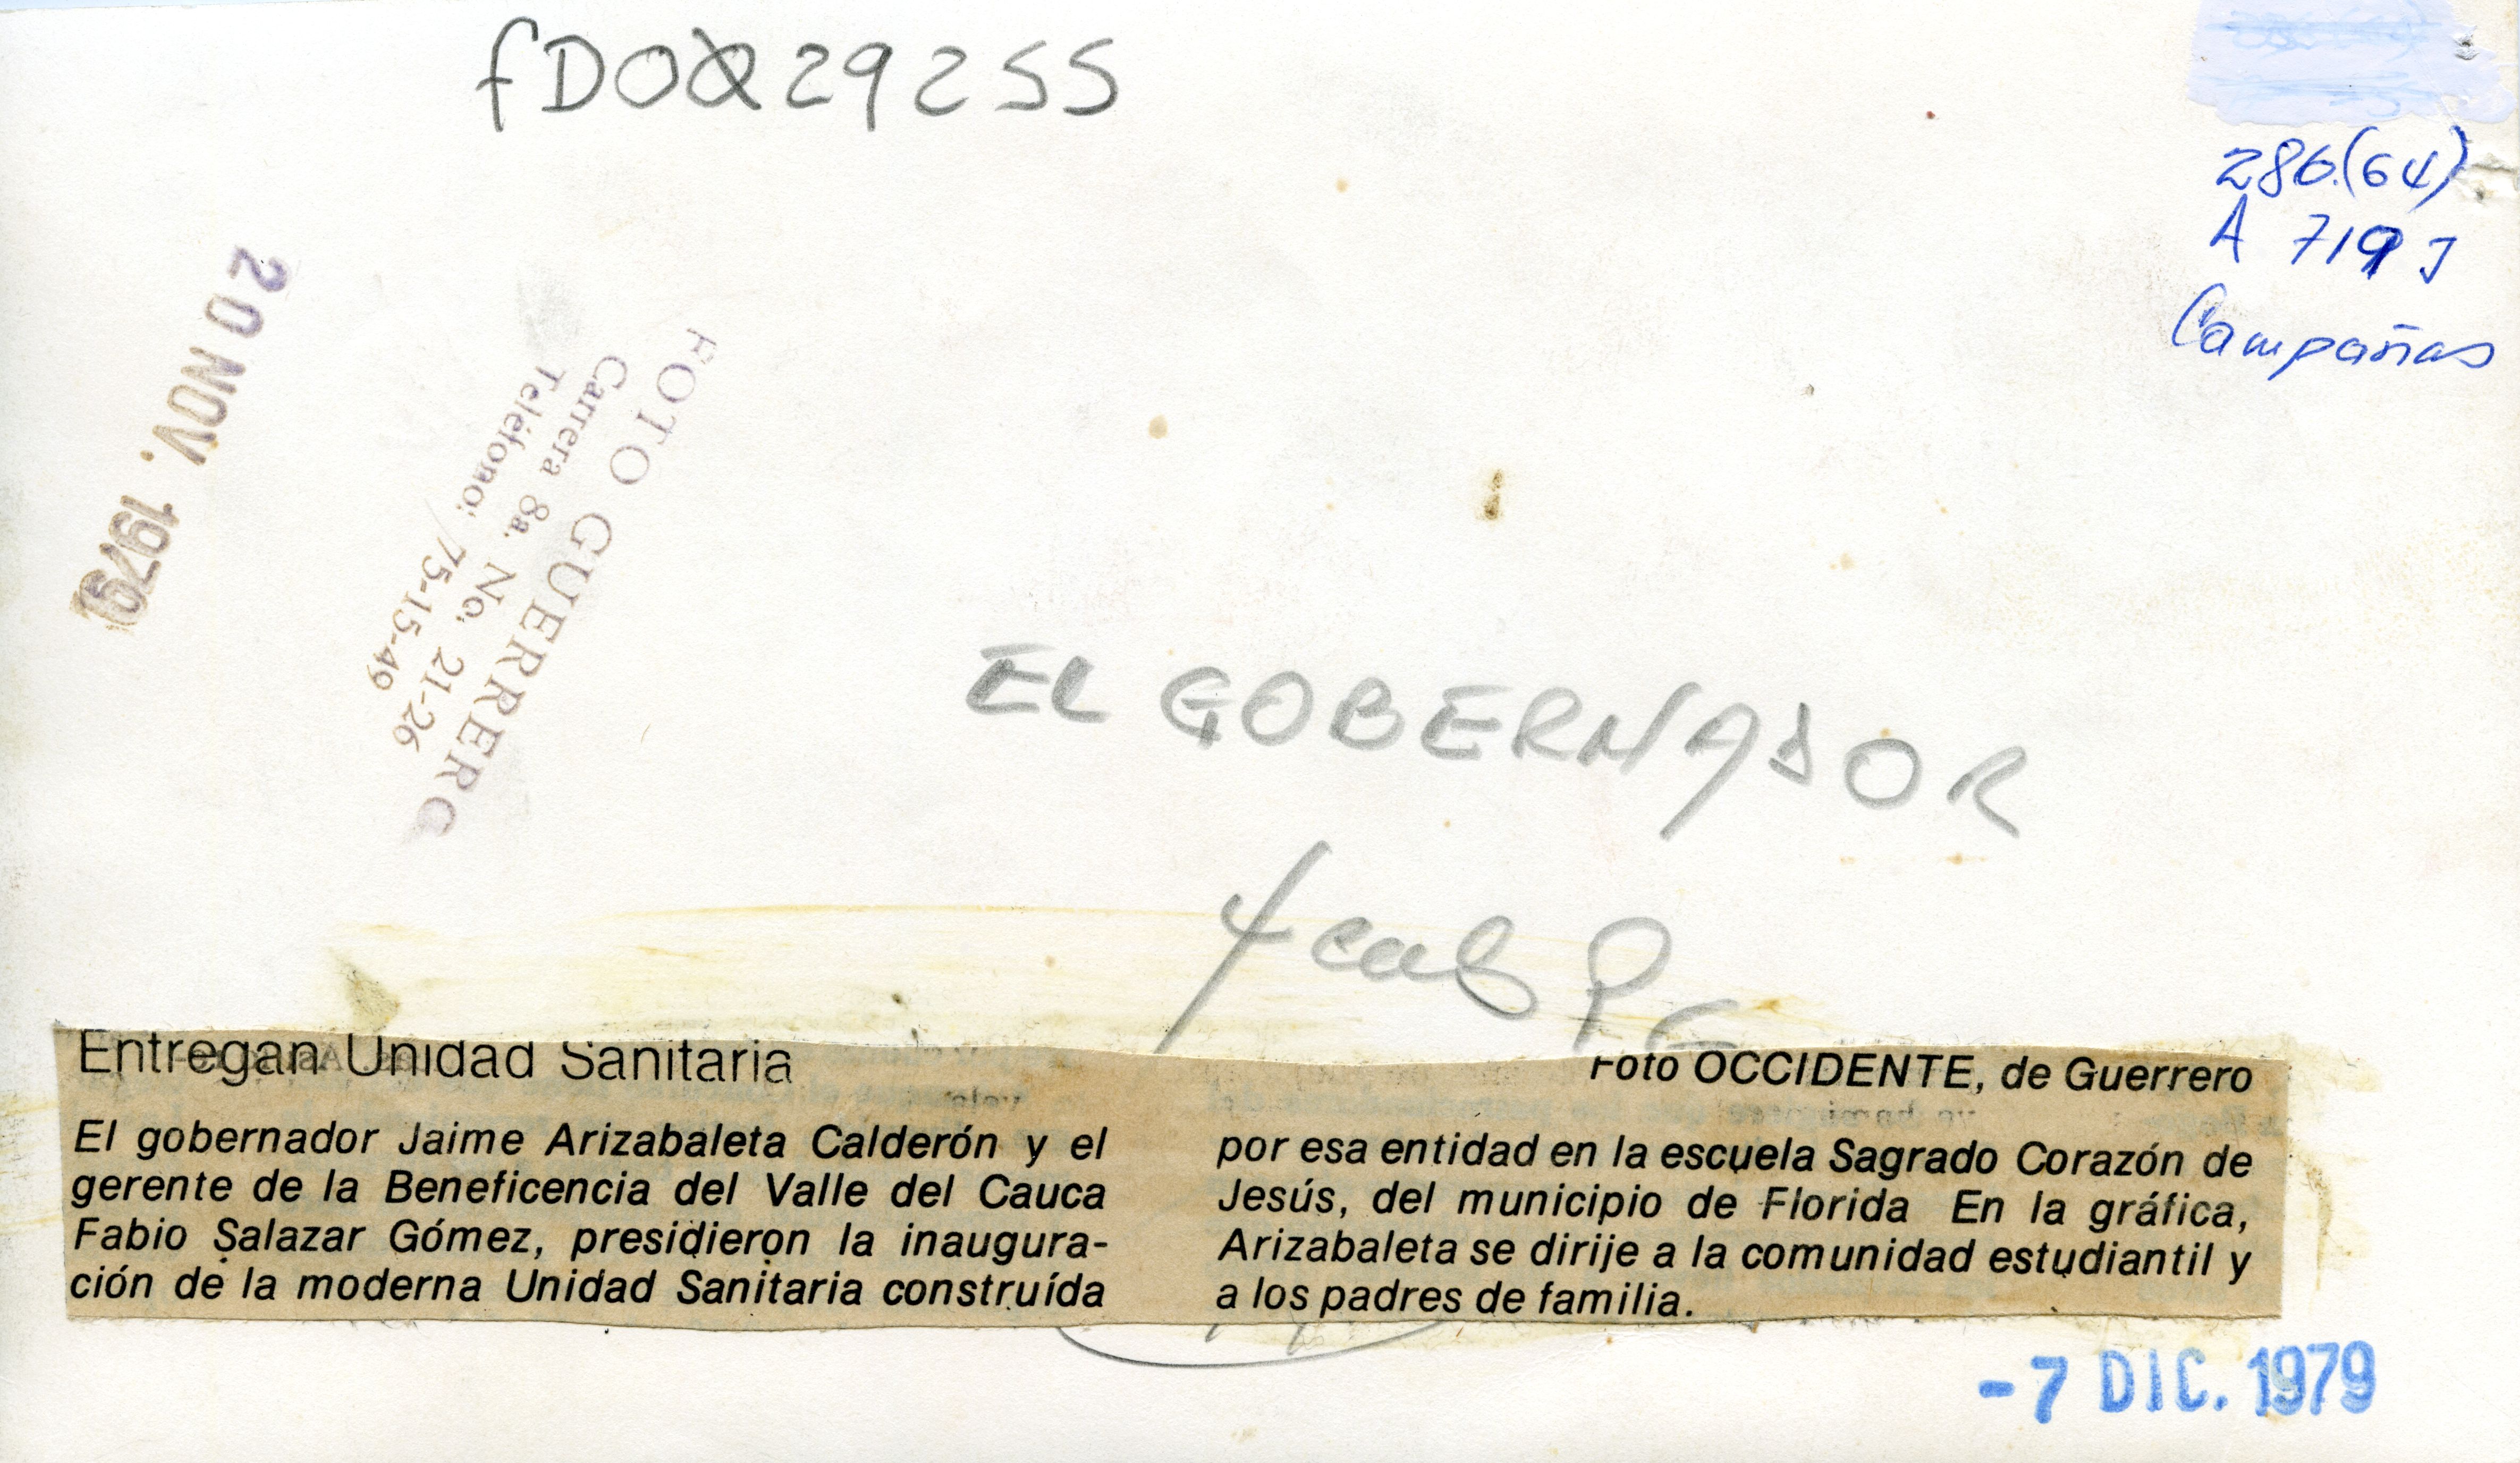 fD0029255
286.(64)
A 719 J
Campañas
20 NOV. 1979
FOTO GUERRERO
Carrera 8a. No. 21-26
Teléfono: 75-15-49
EL GOBERNADOR
Entregan Unidad Sanitaria
Foto OCCIDENTE, de Guerrero
El gobernador Jaime Arizabaleta Calderón y el
gerente de la Beneficencia del Valle del Cauca
Fabio Salazar Gómez, presidieron la inaugura-
ción de la moderna Unidad Sanitaria construída
por esa entidad en la escuela Sagrado Corazón de
Jesús, del municipio de Florida En la gráfica,
Arizabaleta se dirije a la comunidad estudiantil y
a los padres de familia.
-7 DIC. 1979